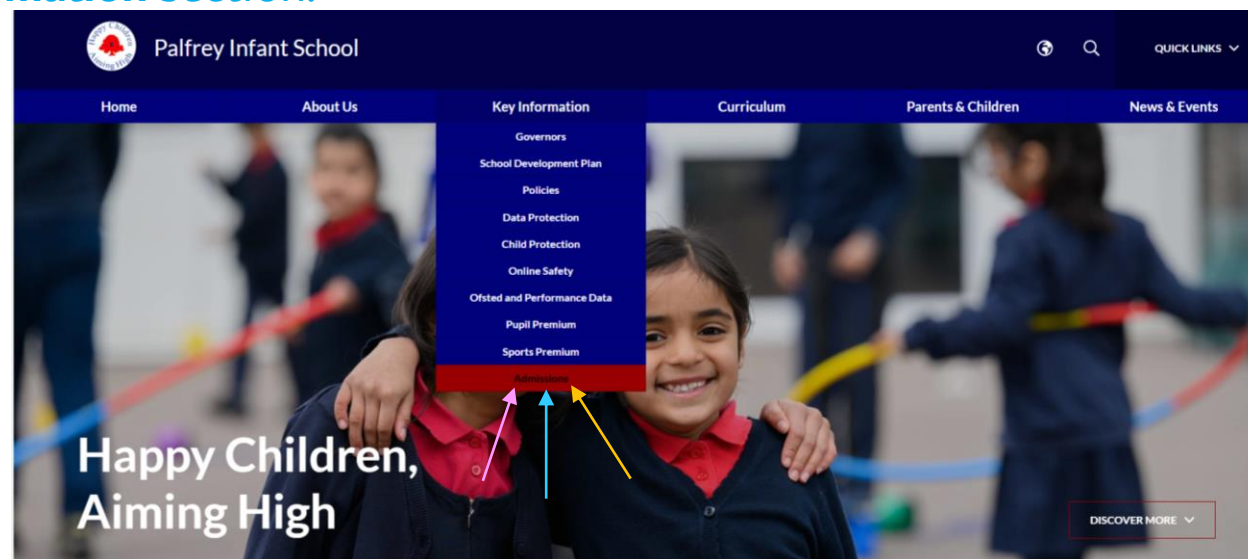 Palfrey Infant School
QUICK LINKS
Home About Us Key Information Curriculum Parents & Children News & Events
Governors
School Development Plan
Policies
Data Protection
Child Protection
Online Safety
Ofsted and Performance Data
Pupil Premium
Sports Premium
Admissions
Happy Children,
Aiming High
DISCOVER MORE